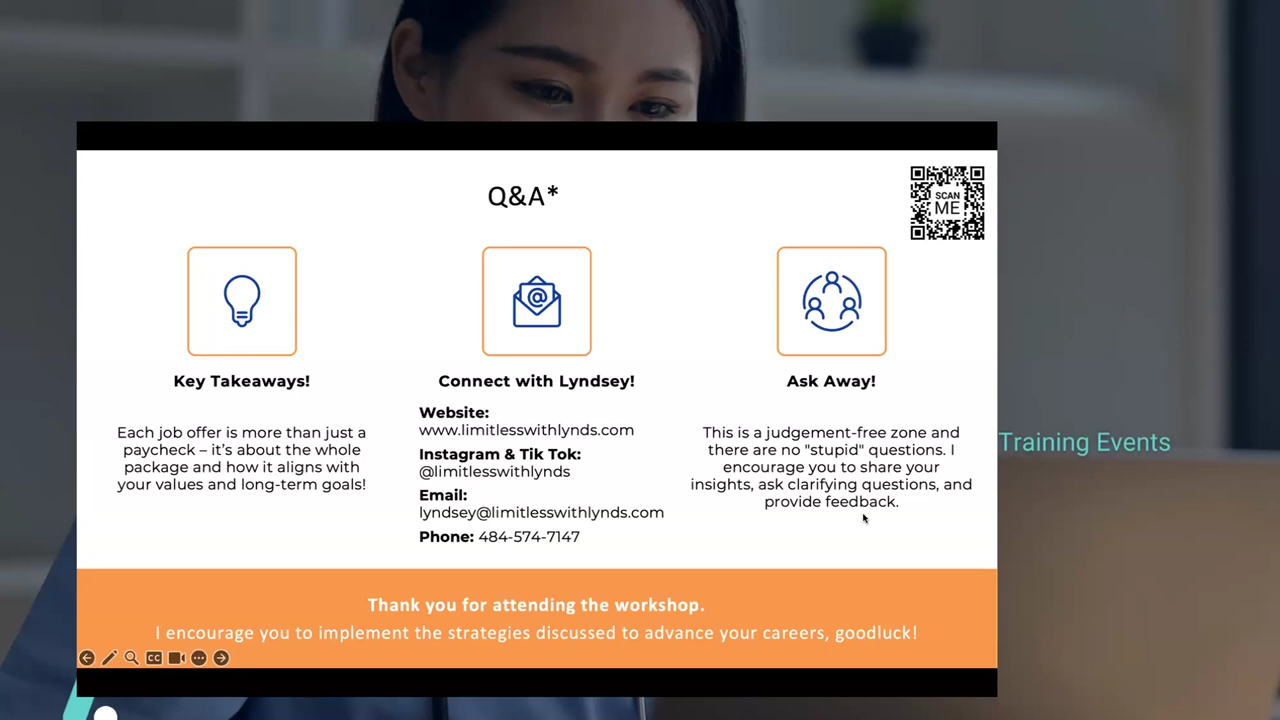 Q&A*
SCAN
ME
Key Takeaways!
Each job offer is more than just a
paycheck – it's about the whole
package and how it aligns with
your values and long-term goals!
Connect with Lyndsey!
Website:
www.limitlesswithlynds.com
Instagram & Tik Tok:
@limitlesswithlynds
Email:
lyndsey@limitlesswithlynds.com
Phone: 484-574-7147
Ask Away!
This is a judgement-free zone and
there are no "stupid" questions. I
encourage you to share your
insights, ask clarifying questions, and
provide feedback.
Training Events
Thank you for attending the workshop.
I encourage you to implement the strategies discussed to advance your careers, goodluck!
CC